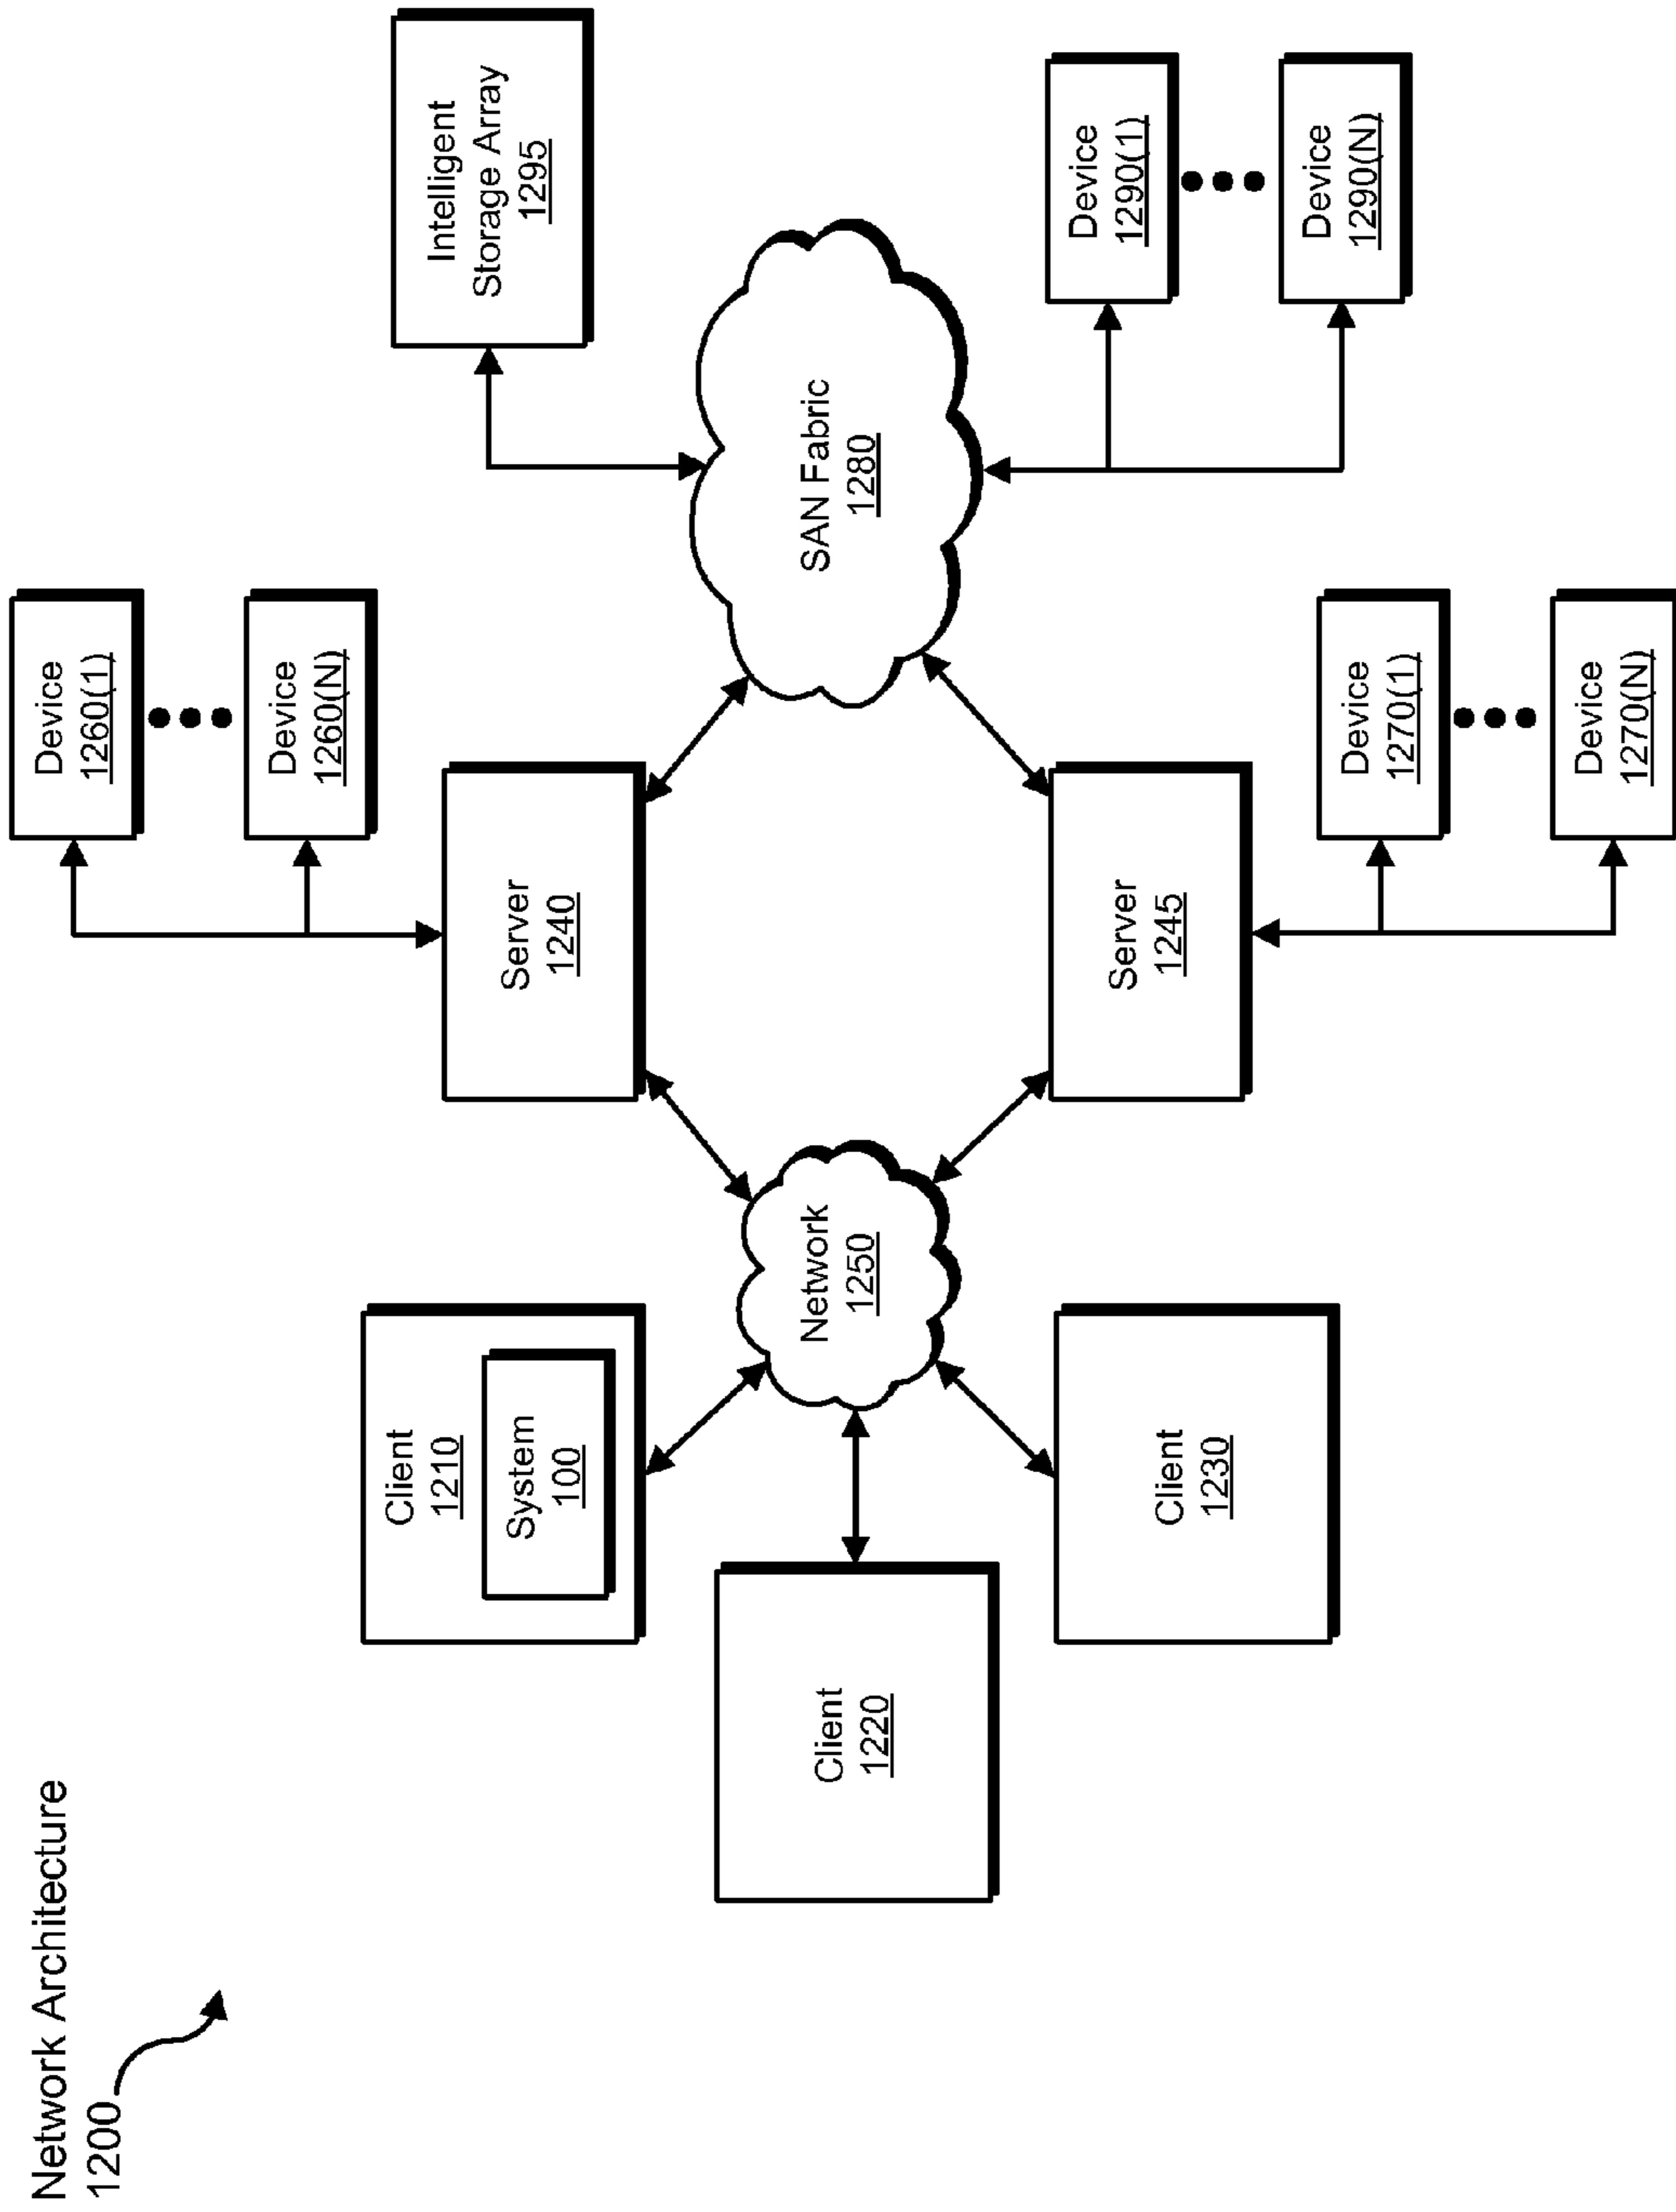 Network Architecture
1200
Client
1210
System
100
Client
1220
Client
1230
Network
1250
Server
1240
Server
1245
Device
1260(1)
Device
1260(N)
Device
1270(1)
Device
1270(N)
SAN Fabric
1280
Intelligent
Storage Array
1295
Device
1290(1)
Device
1290(N)